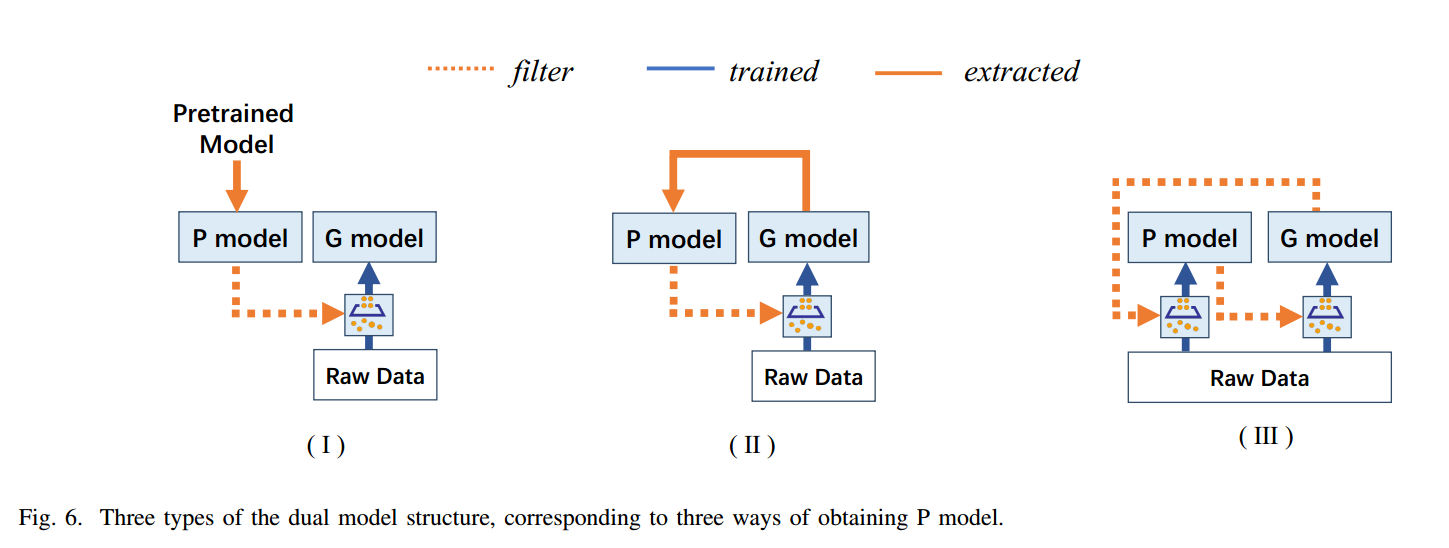 filter trained extracted
Pretrained
Model
P model G model
Raw Data
( I )
P model G model
Raw Data
( II )
P model G model
Raw Data
( III )
Fig. 6. Three types of the dual model structure, corresponding to three ways of obtaining P model.